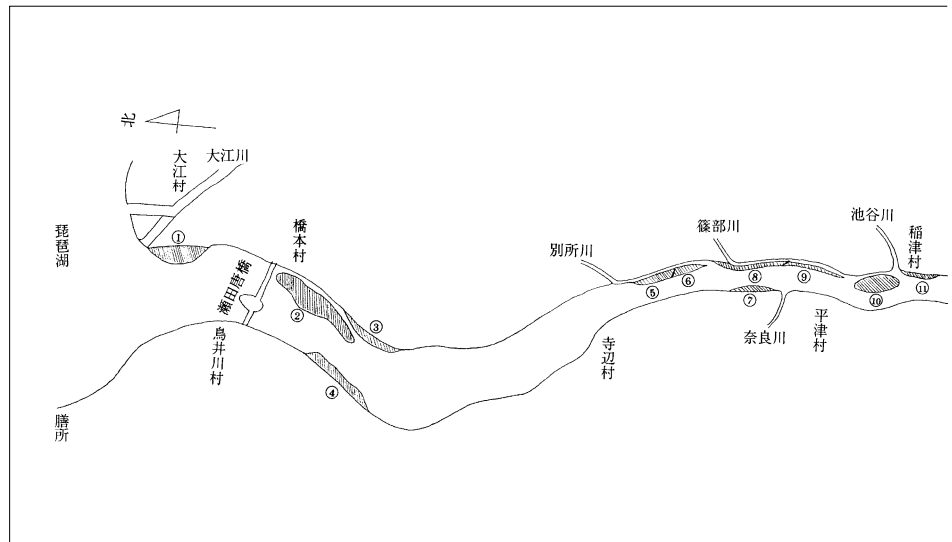 北
大江村
大江川
琵琶湖
①
橋本村
瀬田唐橋
鳥井川村
膳所
②
③
④
別所川
⑤
⑥
寺辺村
篠部川
⑧
⑨
⑦
奈良川
平津村
池谷川
稲津村
⑩
⑪